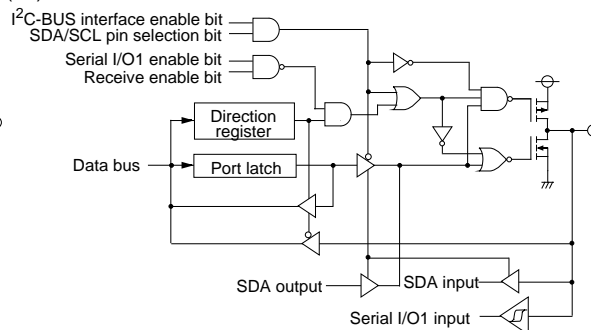 I²C-BUS interface enable bit
SDA/SCL pin selection bit
Serial I/O1 enable bit
Receive enable bit
Direction
register
Data bus
Port latch
SDA output
SDA input
Serial I/O1 input